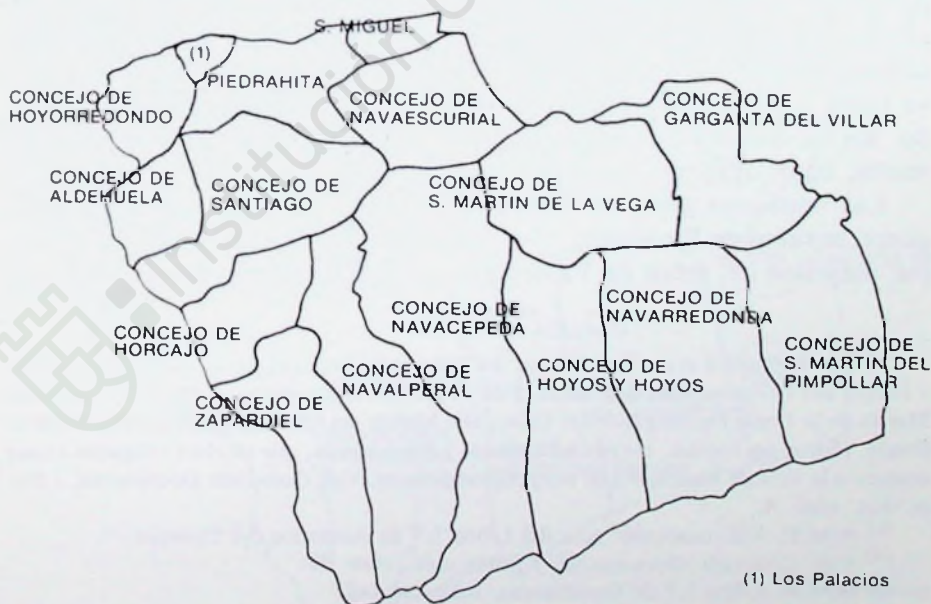 S. MIGUEL
(1)
PIEDRAHITA
CONCEJO DE
HOYORREDONDO
CONCEJO DE
NAVAESCURIAL
CONCEJO DE
GARGANTA DEL VILLAR
CONCEJO DE
ALDEHUELA
CONCEJO DE
SANTIAGO
CONCEJO DE
S. MARTIN DE LA VEGA
CONCEJO DE
HORCAJO
CONCEJO DE
NAVACEPEDA
CONCEJO DE
NAVARREDONDA
CONCEJO DE
ZAPARDIEL
CONCEJO DE
NAVALPERAL
CONCEJO DE
HOYOS Y HOYOS
CONCEJO DE
S. MARTIN DEL
PIMPOLLAR
(1) Los Palacios
Institución